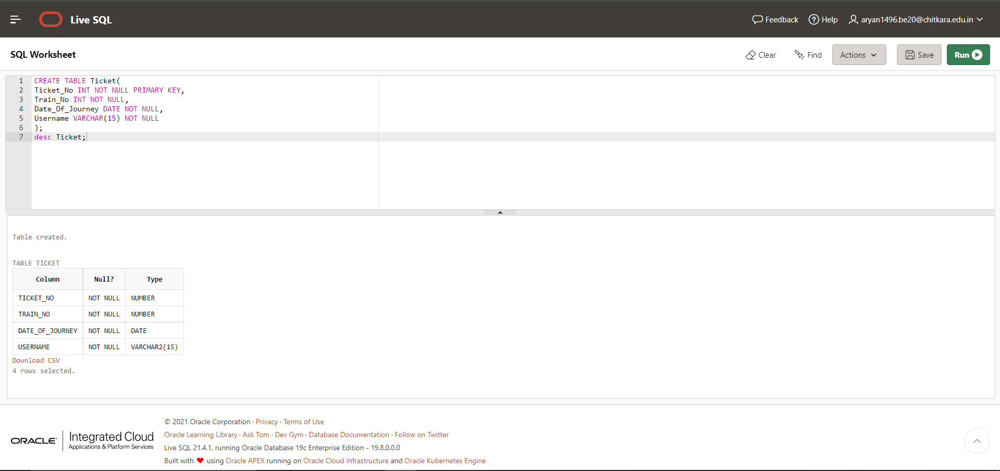 Live SQL
Feedback Help aryan1496.be20@chitkara.edu.in
SQL Worksheet
Clear Find Actions Save Run
1 CREATE TABLE Ticket(
2 Ticket_No INT NOT NULL PRIMARY KEY,
3 Train_No INT NOT NULL,
4 Date_Of_Journey DATE NOT NULL,
5 Username VARCHAR(15) NOT NULL
6 );
7 desc Ticket;
Table created.
TABLE TICKET
Column Null? Type
TICKET_NO NOT NULL NUMBER
TRAIN_NO NOT NULL NUMBER
DATE_OF_JOURNEY NOT NULL DATE
USERNAME NOT NULL VARCHAR2(15)
Download CSV
4 rows selected.
ORACLE Integrated Cloud
Applications & Platform Services
© 2021 Oracle Corporation · Privacy · Terms of Use
Oracle Learning Library · Ask Tom · Dev Gym · Database Documentation · Follow on Twitter
Live SQL 21.4.1, running Oracle Database 19c Enterprise Edition - 19.8.0.0.0
Built with ❤ using Oracle APEX running on Oracle Cloud Infrastructure and Oracle Kubernetes Engine